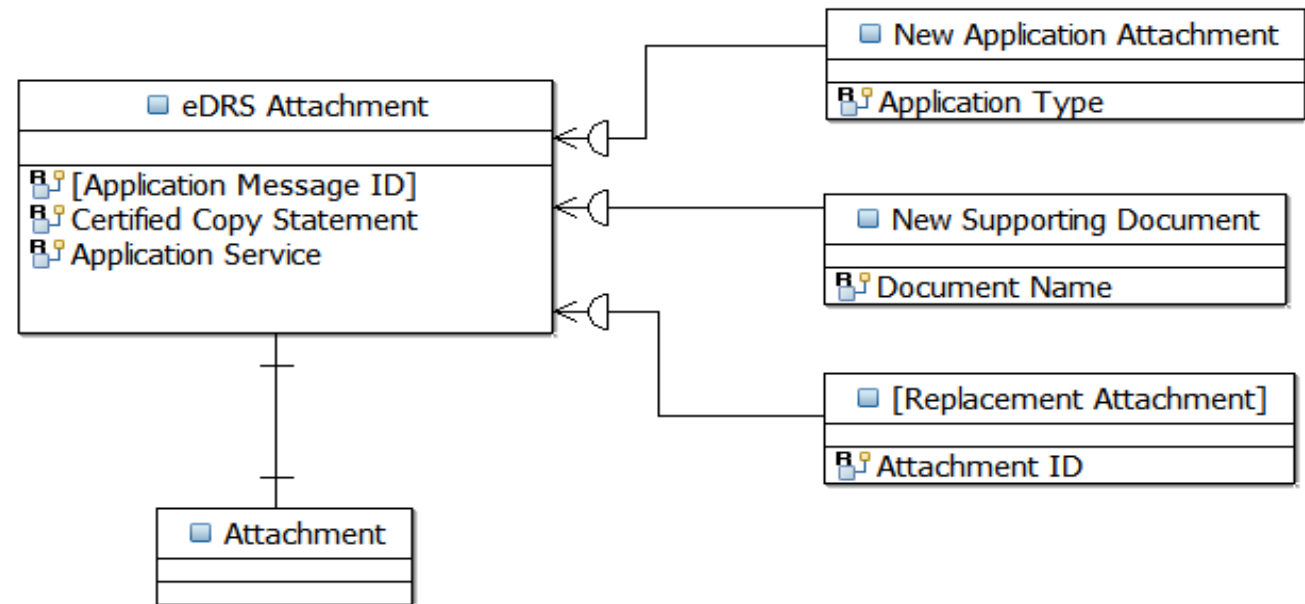 eDRS Attachment
[Application Message ID]
Certified Copy Statement
Application Service
New Application Attachment
Application Type
New Supporting Document
Document Name
[Replacement Attachment]
Attachment ID
Attachment